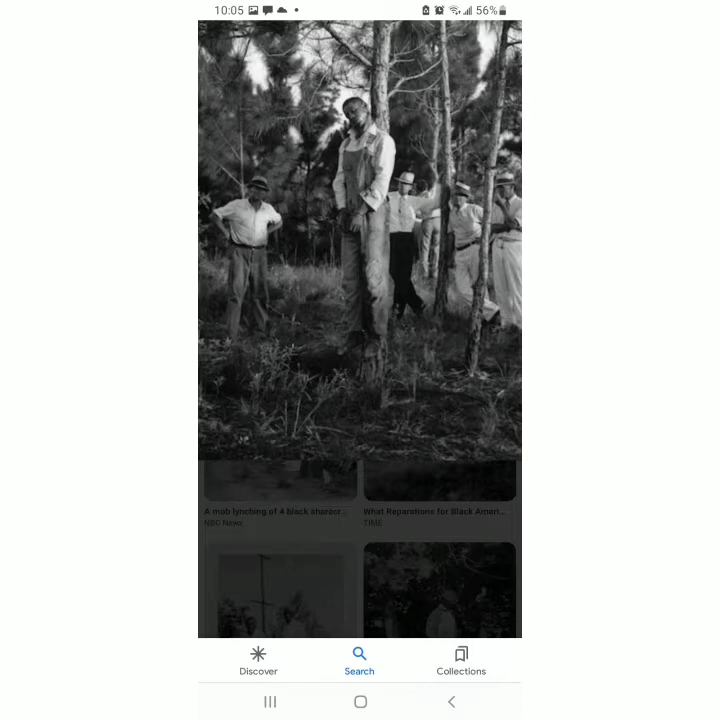 10:05 56%
A mob lynching of 4 black sharecr... What Reparations for Black Ameri...
NBC News TIME
Discover Search Collections